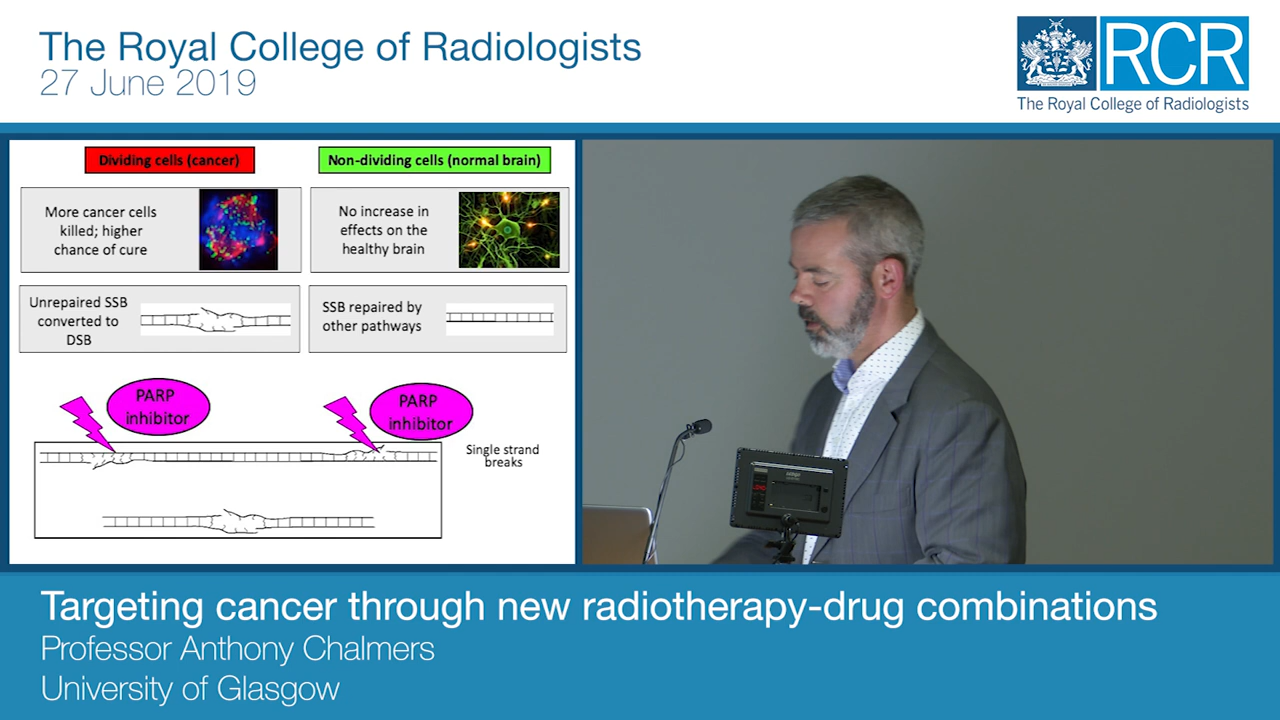 The Royal College of Radiologists
27 June 2019
RCR
The Royal College of Radiologists
Dividing cells (cancer)
Non-dividing cells (normal brain)
More cancer cells
killed; higher
chance of cure
No increase in
effects on the
healthy brain
Unrepaired SSB
converted to
DSB
SSB repaired by
other pathways
PARP
inhibitor
PARP
inhibitor
Single strand
breaks
Targeting cancer through new radiotherapy-drug combinations
Professor Anthony Chalmers
University of Glasgow